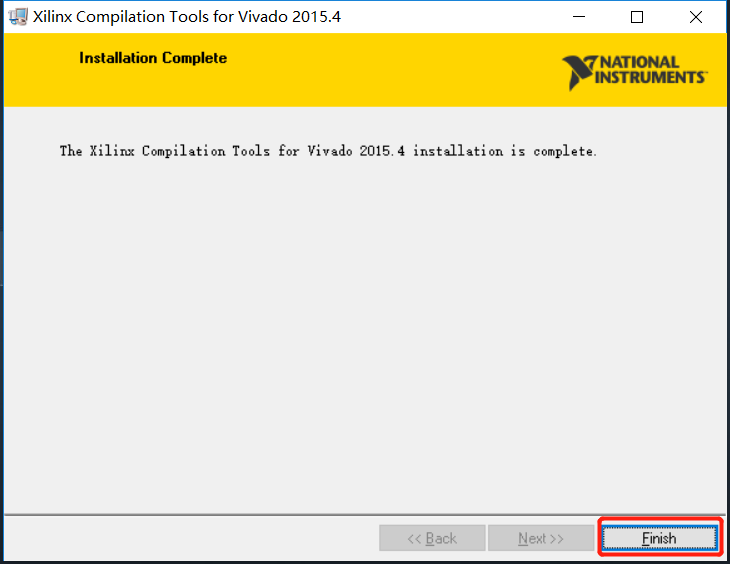 Xilinx Compilation Tools for Vivado 2015.4
Installation Complete
NATIONAL
INSTRUMENTS™
The Xilinx Compilation Tools for Vivado 2015.4 installation is complete.
<< Back Next >> Finish